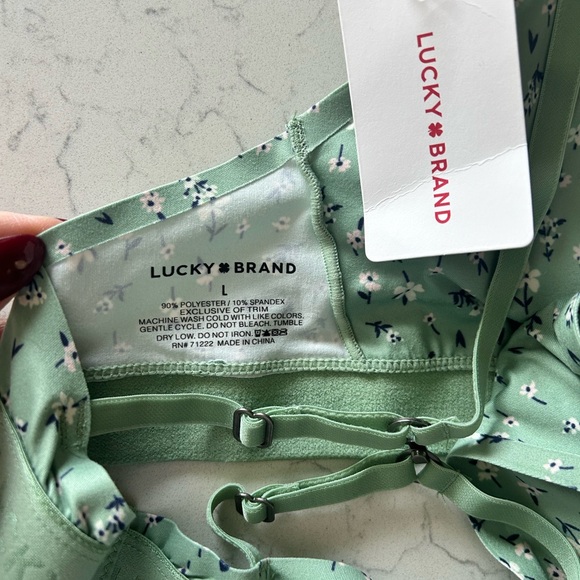 LUCKY BRAND
LUCKY BRAND
L
90% POLYESTER / 10% SPANDEX
EXCLUSIVE OF TRIM
MACHINE WASH COLD WITH LIKE COLORS,
GENTLE CYCLE. DO NOT BLEACH. TUMBLE
DRY LOW. DO NOT IRON.
RN# 71222 MADE IN CHINA